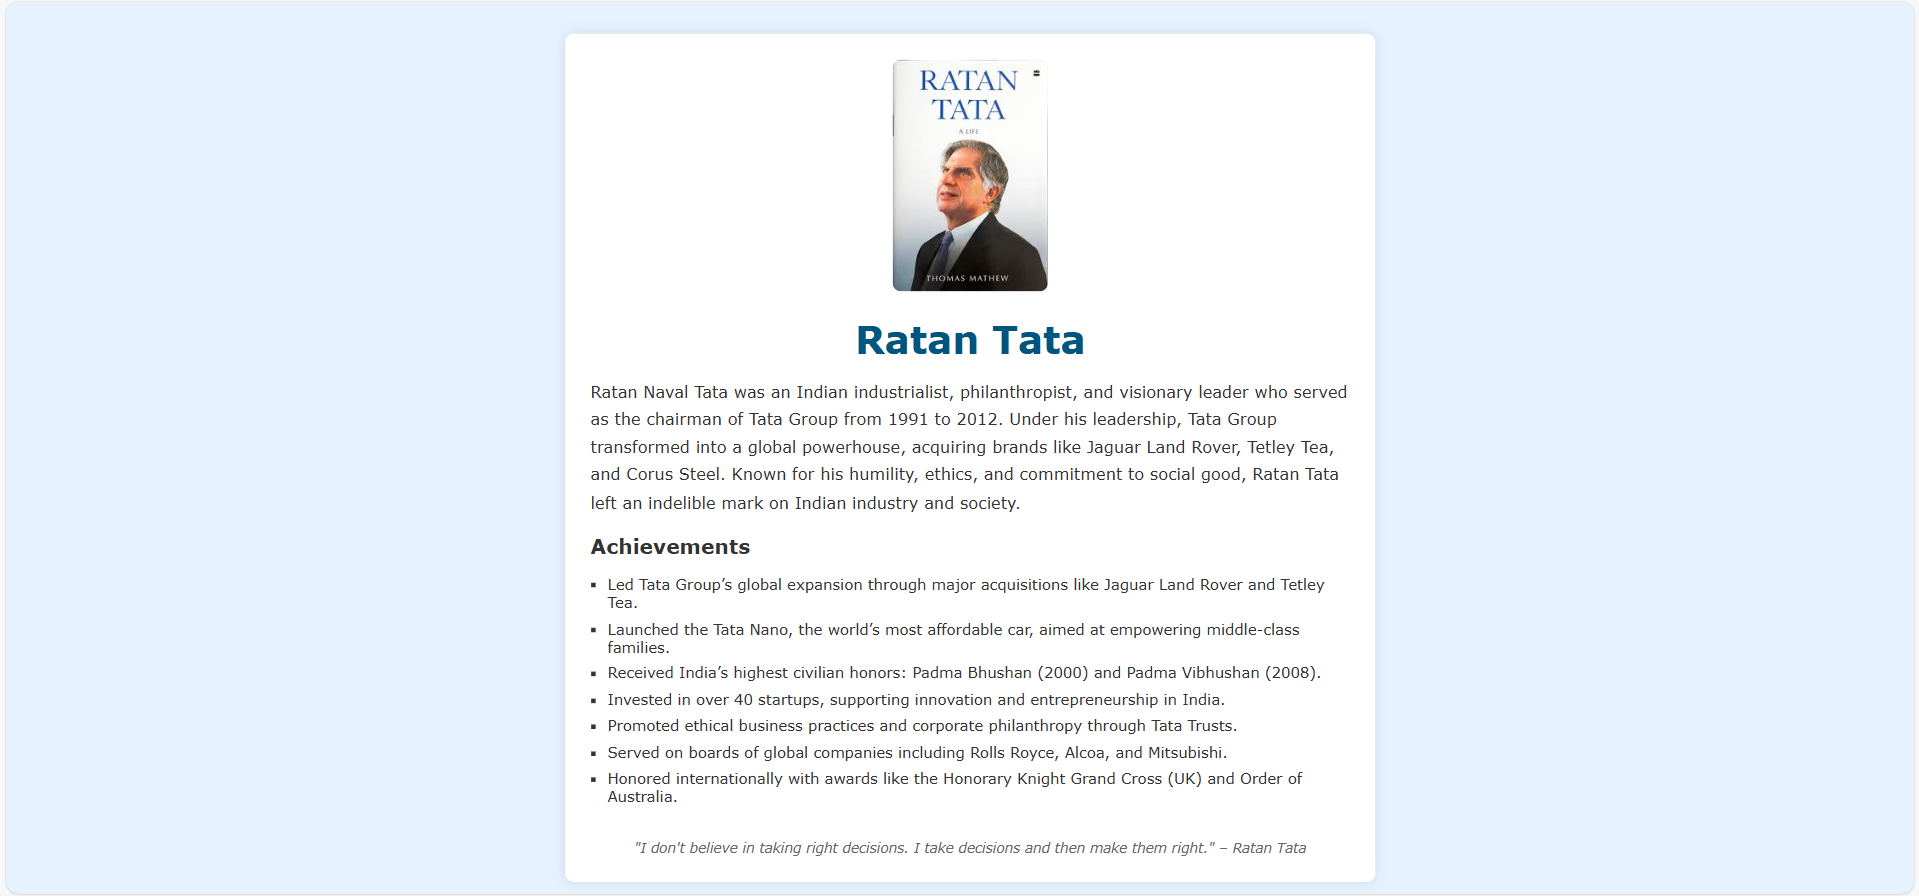 RATAN
TATA
A LIFE
THOMAS MATHEW
Ratan Tata
Ratan Naval Tata was an Indian industrialist, philanthropist, and visionary leader who served
as the chairman of Tata Group from 1991 to 2012. Under his leadership, Tata Group
transformed into a global powerhouse, acquiring brands like Jaguar Land Rover, Tetley Tea,
and Corus Steel. Known for his humility, ethics, and commitment to social good, Ratan Tata
left an indelible mark on Indian industry and society.
Achievements
▪ Led Tata Group’s global expansion through major acquisitions like Jaguar Land Rover and Tetley
Tea.
▪ Launched the Tata Nano, the world’s most affordable car, aimed at empowering middle-class
families.
▪ Received India’s highest civilian honors: Padma Bhushan (2000) and Padma Vibhushan (2008).
▪ Invested in over 40 startups, supporting innovation and entrepreneurship in India.
▪ Promoted ethical business practices and corporate philanthropy through Tata Trusts.
▪ Served on boards of global companies including Rolls Royce, Alcoa, and Mitsubishi.
▪ Honored internationally with awards like the Honorary Knight Grand Cross (UK) and Order of
Australia.
"I don't believe in taking right decisions. I take decisions and then make them right." – Ratan Tata